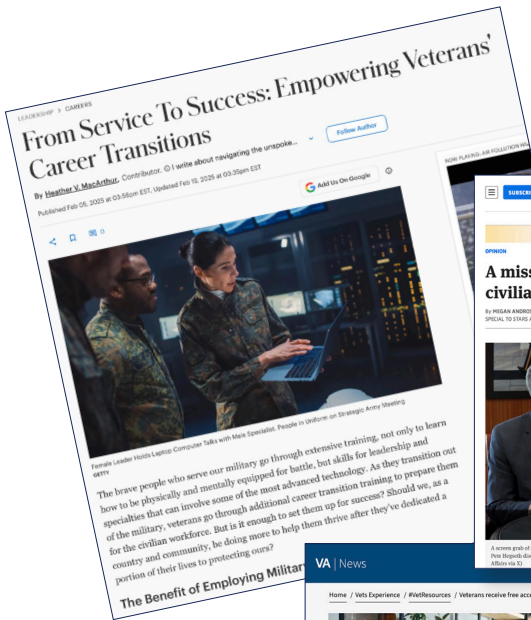 LEADERSHIP > CAREERS
From Service To Success: Empowering Veterans'
Career Transitions
By Heather V. MacArthur, Contributor. © I write about navigating the unspoke...
Follow Author
Published Feb 05, 2025 at 03:56am EST, Updated Feb 12, 2025 at 03:35pm EST
Add Us On Google
0
NOW PLAYING: AIR POLLUTION
Female Leader Holds Laptop Computer Talks with Male Specialist. People in Uniform on Strategic Army Meeting
GETTY
The brave people who serve our military go through extensive training, not only to learn
how to be physically and mentally equipped for battle, but skills for leadership and
specialties that can involve some of the most advanced technology. As they transition out
of the military, veterans go through additional career transition training to prepare them
for the civilian workforce. But is it enough to set them up for success? Should we, as a
country and community, be doing more to help them thrive after they've dedicated a
portion of their lives to protecting ours?
The Benefit of Employing Militar
SUBSCRI
OPINION
A miss
civilia
By MEGAN ANDROS
SPECIAL TO STARS A
A screen grab of
Pete Hegseth dis
Affairs via X)
VA | News
Home / Vets Experience / #VetResources / Veterans receive free acce